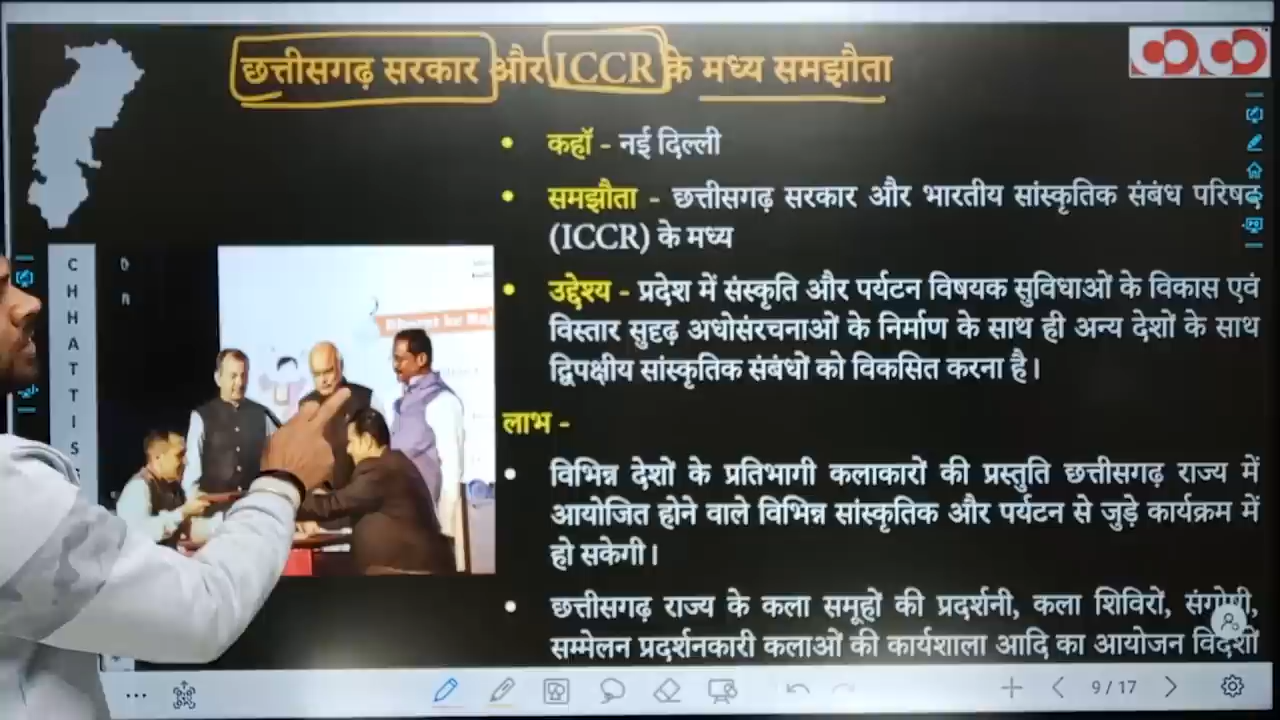 छत्तीसगढ़ सरकार और ICCR के मध्य समझौता
• कहॉ - नई दिल्ली
• समझौता - छत्तीसगढ़ सरकार और भारतीय सांस्कृतिक संबंध परिषद
(ICCR) के मध्य
• उद्देश्य - प्रदेश में संस्कृति और पर्यटन विषयक सुविधाओं के विकास एवं
विस्तार सुदृढ़ अधोसंरचनाओं के निर्माण के साथ ही अन्य देशों के साथ
द्विपक्षीय सांस्कृतिक संबंधों को विकसित करना है।
लाभ -
• विभिन्न देशों के प्रतिभागी कलाकारों की प्रस्तुति छत्तीसगढ़ राज्य में
आयोजित होने वाले विभिन्न सांस्कृतिक और पर्यटन से जुड़े कार्यक्रम में
हो सकेगी।
• छत्तीसगढ़ राज्य के कला समूहों की प्रदर्शनी, कला शिविरों, संगोष्ठी,
सम्मेलन प्रदर्शनकारी कलाओं की कार्यशाला आदि का आयोजन विदेशों
C
H
H
A
T
T
I
S
9 / 17